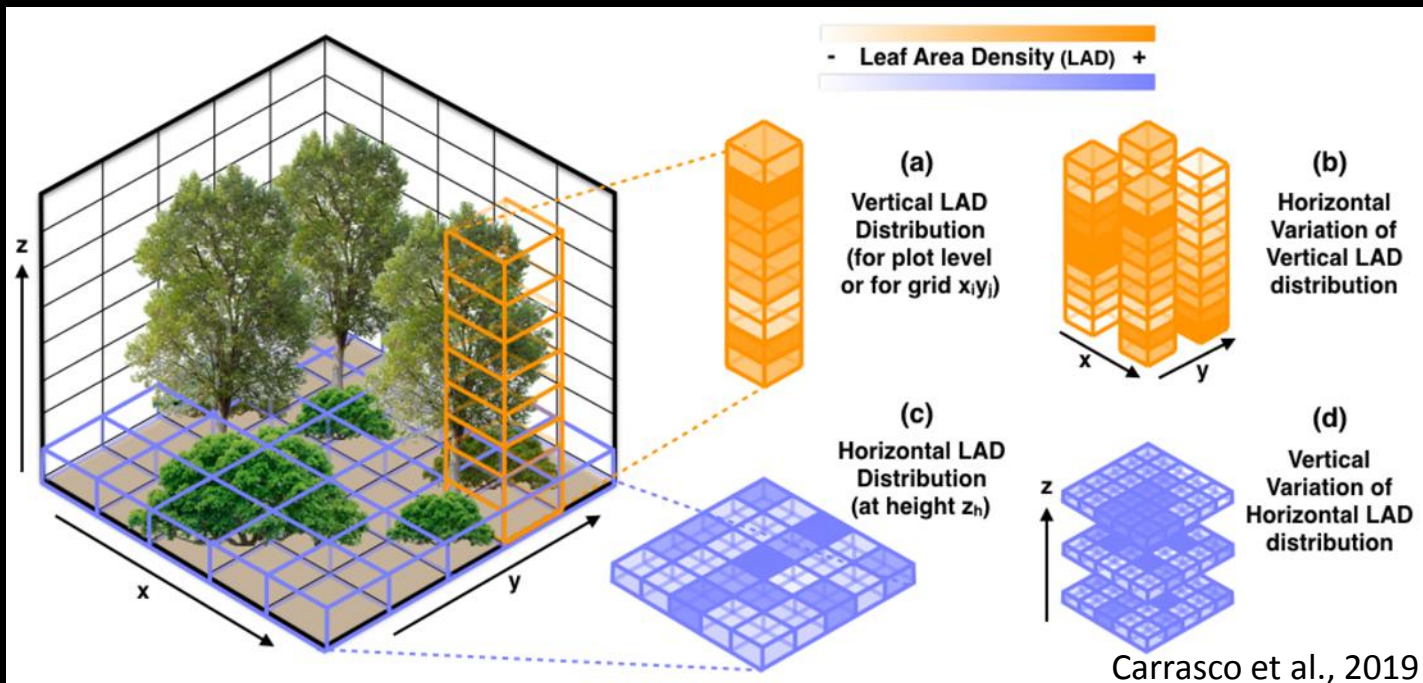 - Leaf Area Density (LAD) +
z
x
y
(a)
Vertical LAD
Distribution
(for plot level
or for grid xᵢyⱼ)
(b)
Horizontal
Variation of
Vertical LAD
distribution
x
y
(c)
Horizontal LAD
Distribution
(at height zₕ)
(d)
Vertical
Variation of
Horizontal LAD
distribution
z
Carrasco et al., 2019